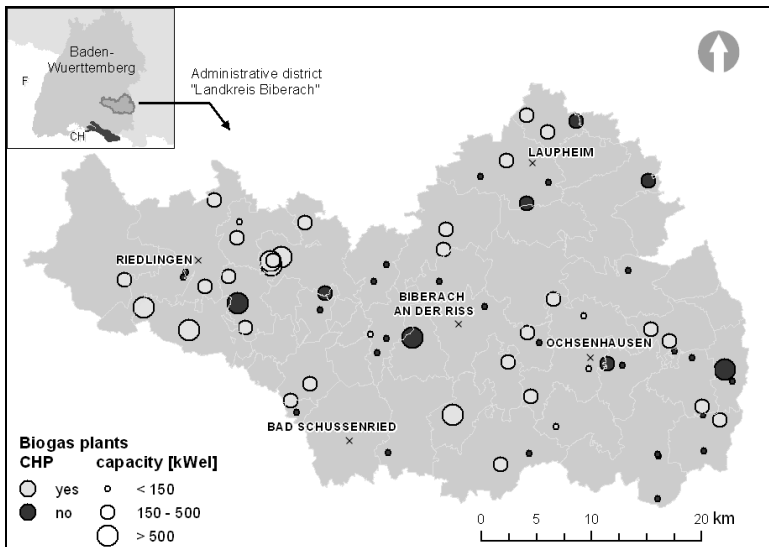 Baden-
Wuerttemberg
F
CH
Administrative district
"Landkreis Biberach"
LAUPHEIM
RIEDLINGEN
BIBERACH
AN DER RISS
OCHSENHAUSEN
BAD SCHUSSENRIED
Biogas plants
CHP capacity [kWel]
yes < 150
no 150 - 500
> 500
0 5 10 20 km